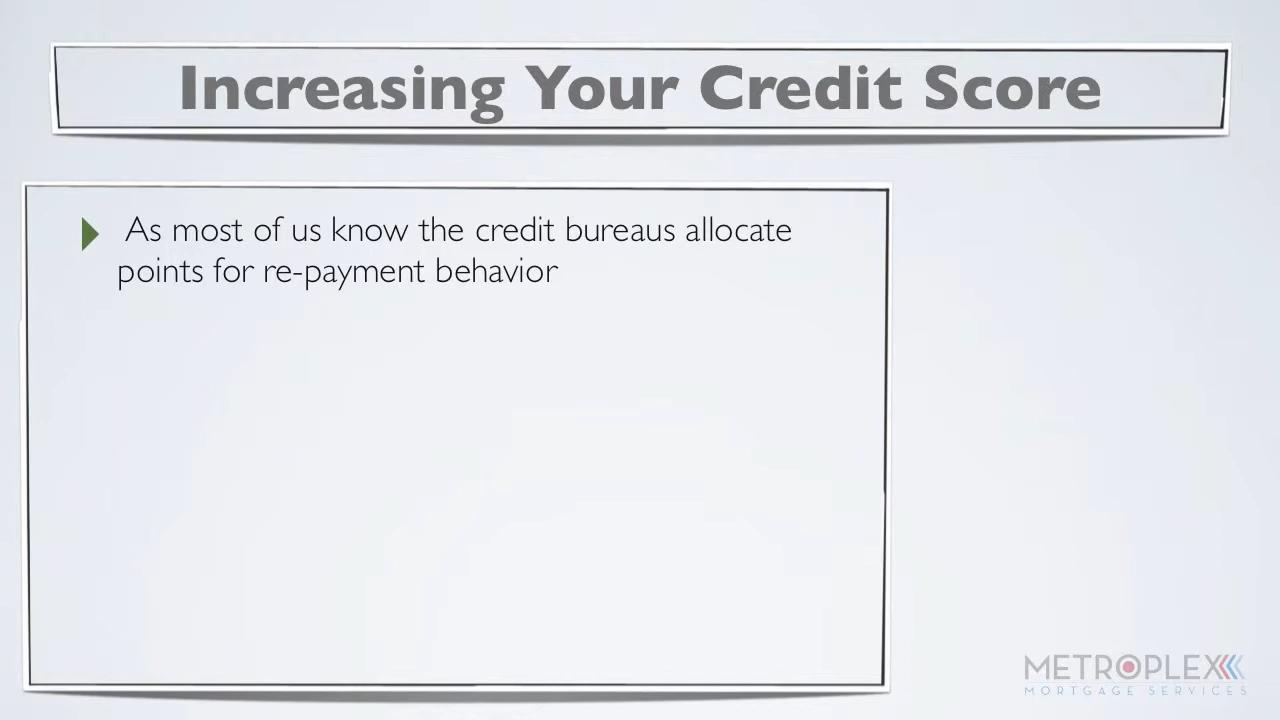 Increasing Your Credit Score
As most of us know the credit bureaus allocate
points for re-payment behavior
METROPLEX
MORTGAGE SERVICES